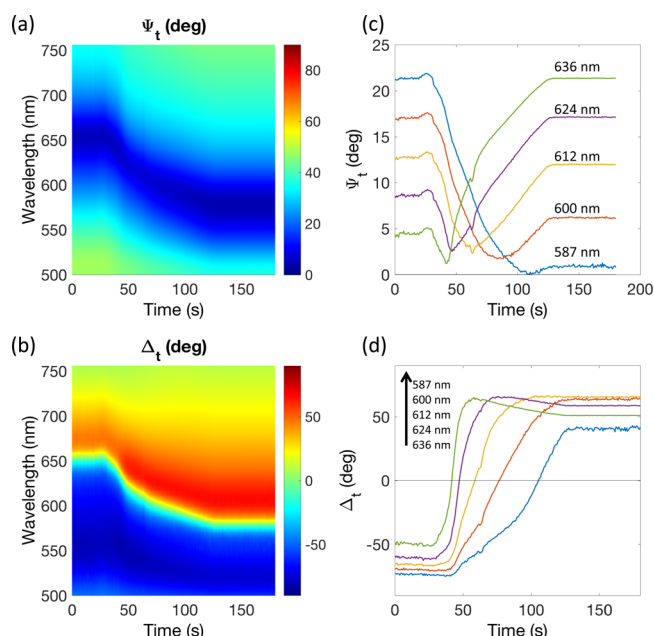 (a)
Ψt (deg)
Wavelength (nm)
750
700
650
600
550
500
0
50
100
150
Time (s)
80
60
40
20
0
(c)
Ψt (deg)
25
20
15
10
5
0
0
50
100
150
200
Time (s)
636 nm
624 nm
612 nm
600 nm
587 nm
(b)
Δt (deg)
Wavelength (nm)
750
700
650
600
550
500
0
50
100
150
Time (s)
50
0
-50
(d)
Δt (deg)
50
0
-50
0
50
100
150
Time (s)
587 nm
600 nm
612 nm
624 nm
636 nm